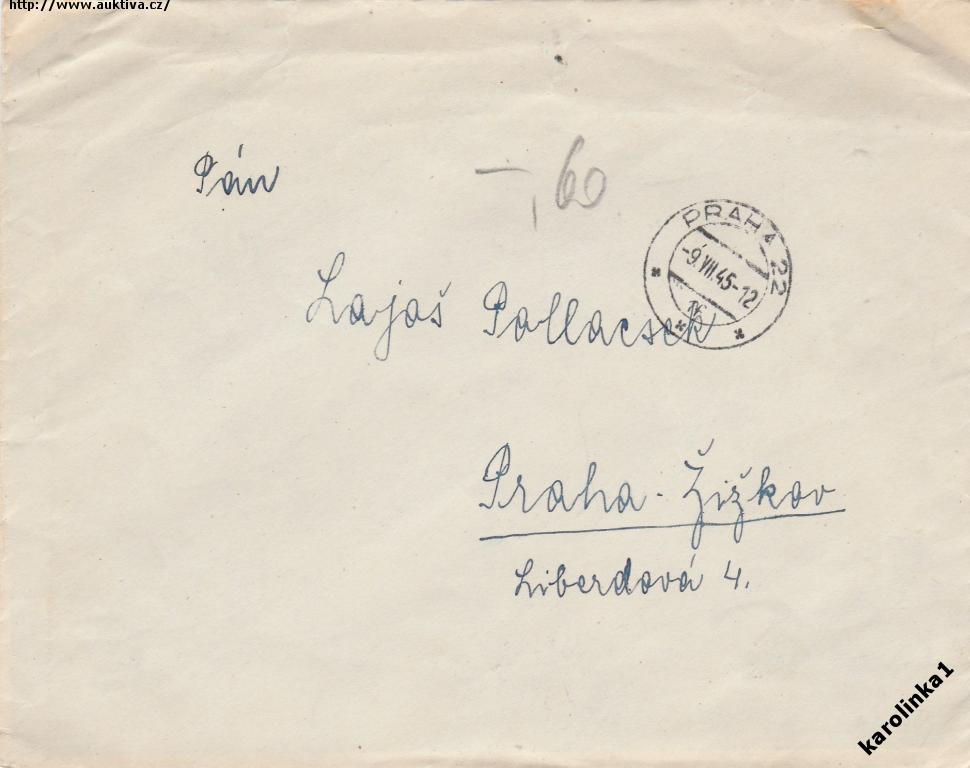 http://www.auktiva.cz/
Pán
-,60
PRAHA 22
-9.VII.45-12
16
Lajoš Pollacsek
Praha - Žižkov
Liberdová 4.
karolinka1